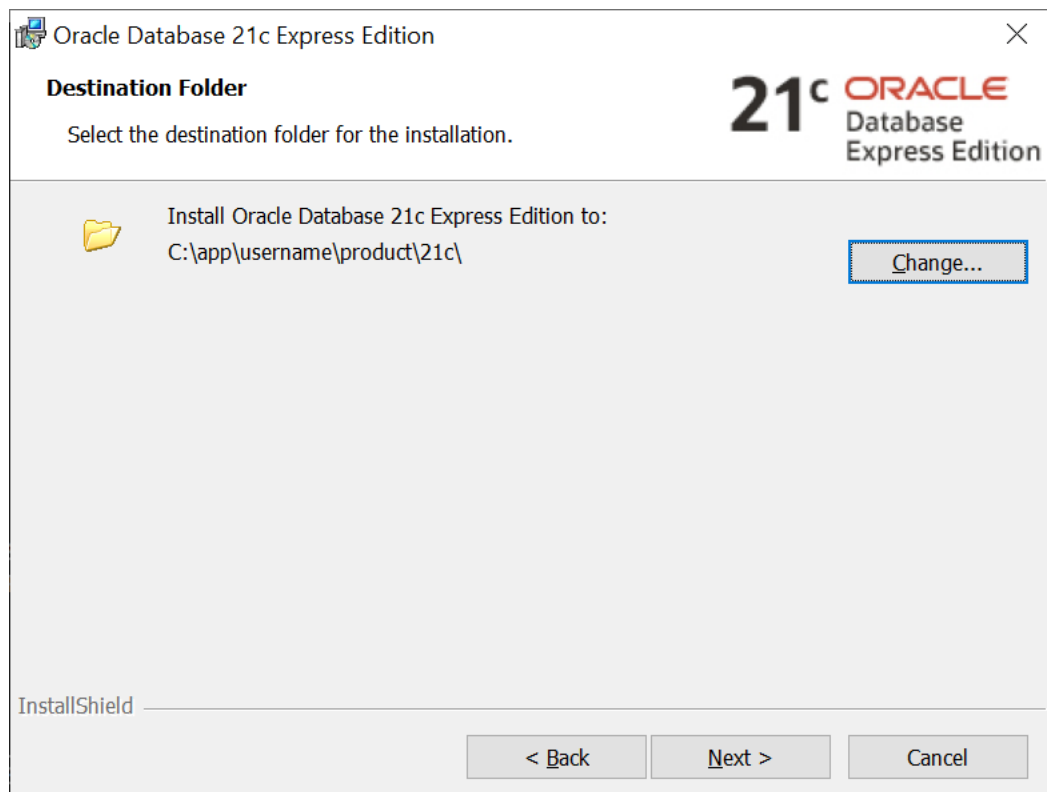 Oracle Database 21c Express Edition
Destination Folder
Select the destination folder for the installation.
21c ORACLE
Database
Express Edition
Install Oracle Database 21c Express Edition to:
C:\app\username\product\21c\
Change...
InstallShield
< Back
Next >
Cancel